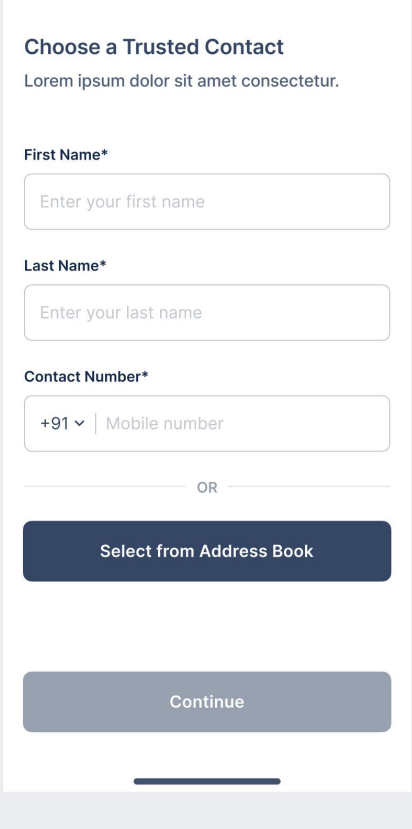 Choose a Trusted Contact
Lorem ipsum dolor sit amet consectetur.
First Name*
Enter your first name
Last Name*
Enter your last name
Contact Number*
+91 Mobile number
OR
Select from Address Book
Continue